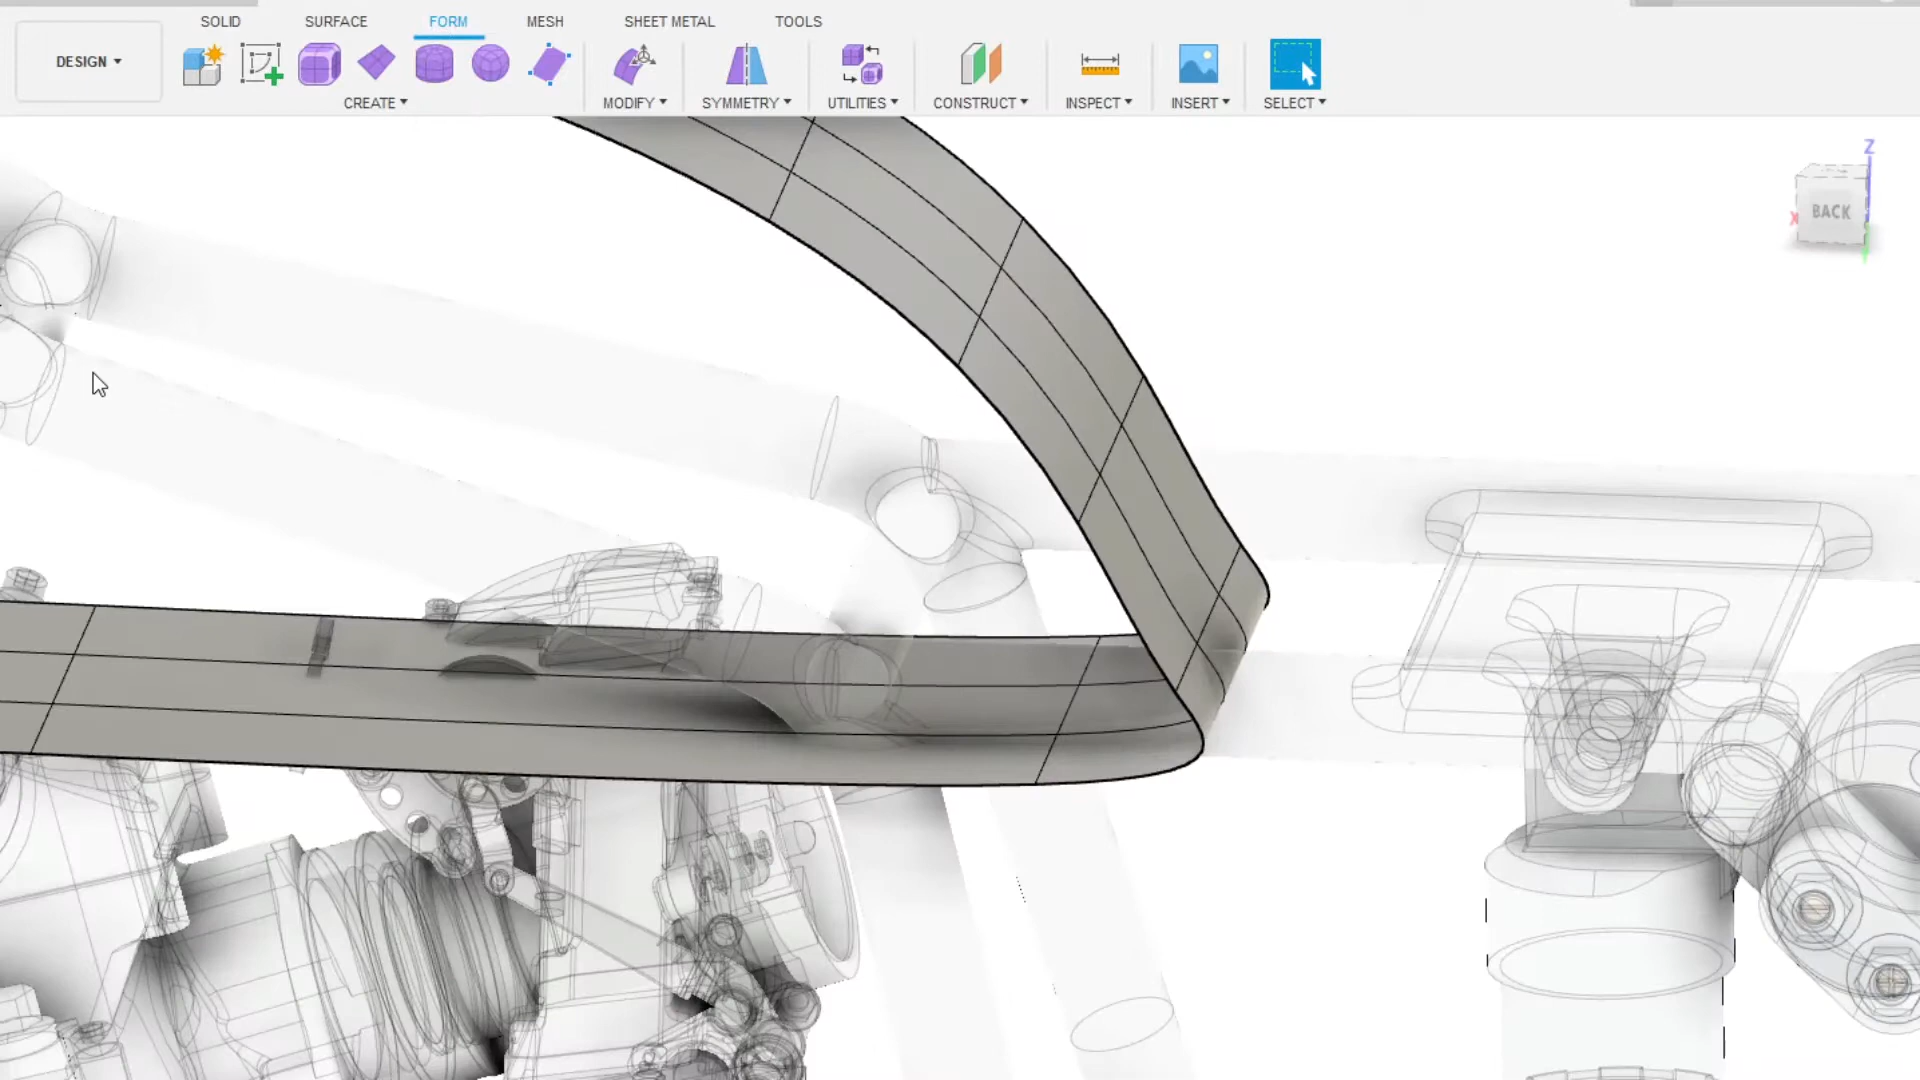 SOLID SURFACE FORM MESH SHEET METAL TOOLS
DESIGN
CREATE MODIFY SYMMETRY UTILITIES CONSTRUCT INSPECT INSERT SELECT
Z
X BACK